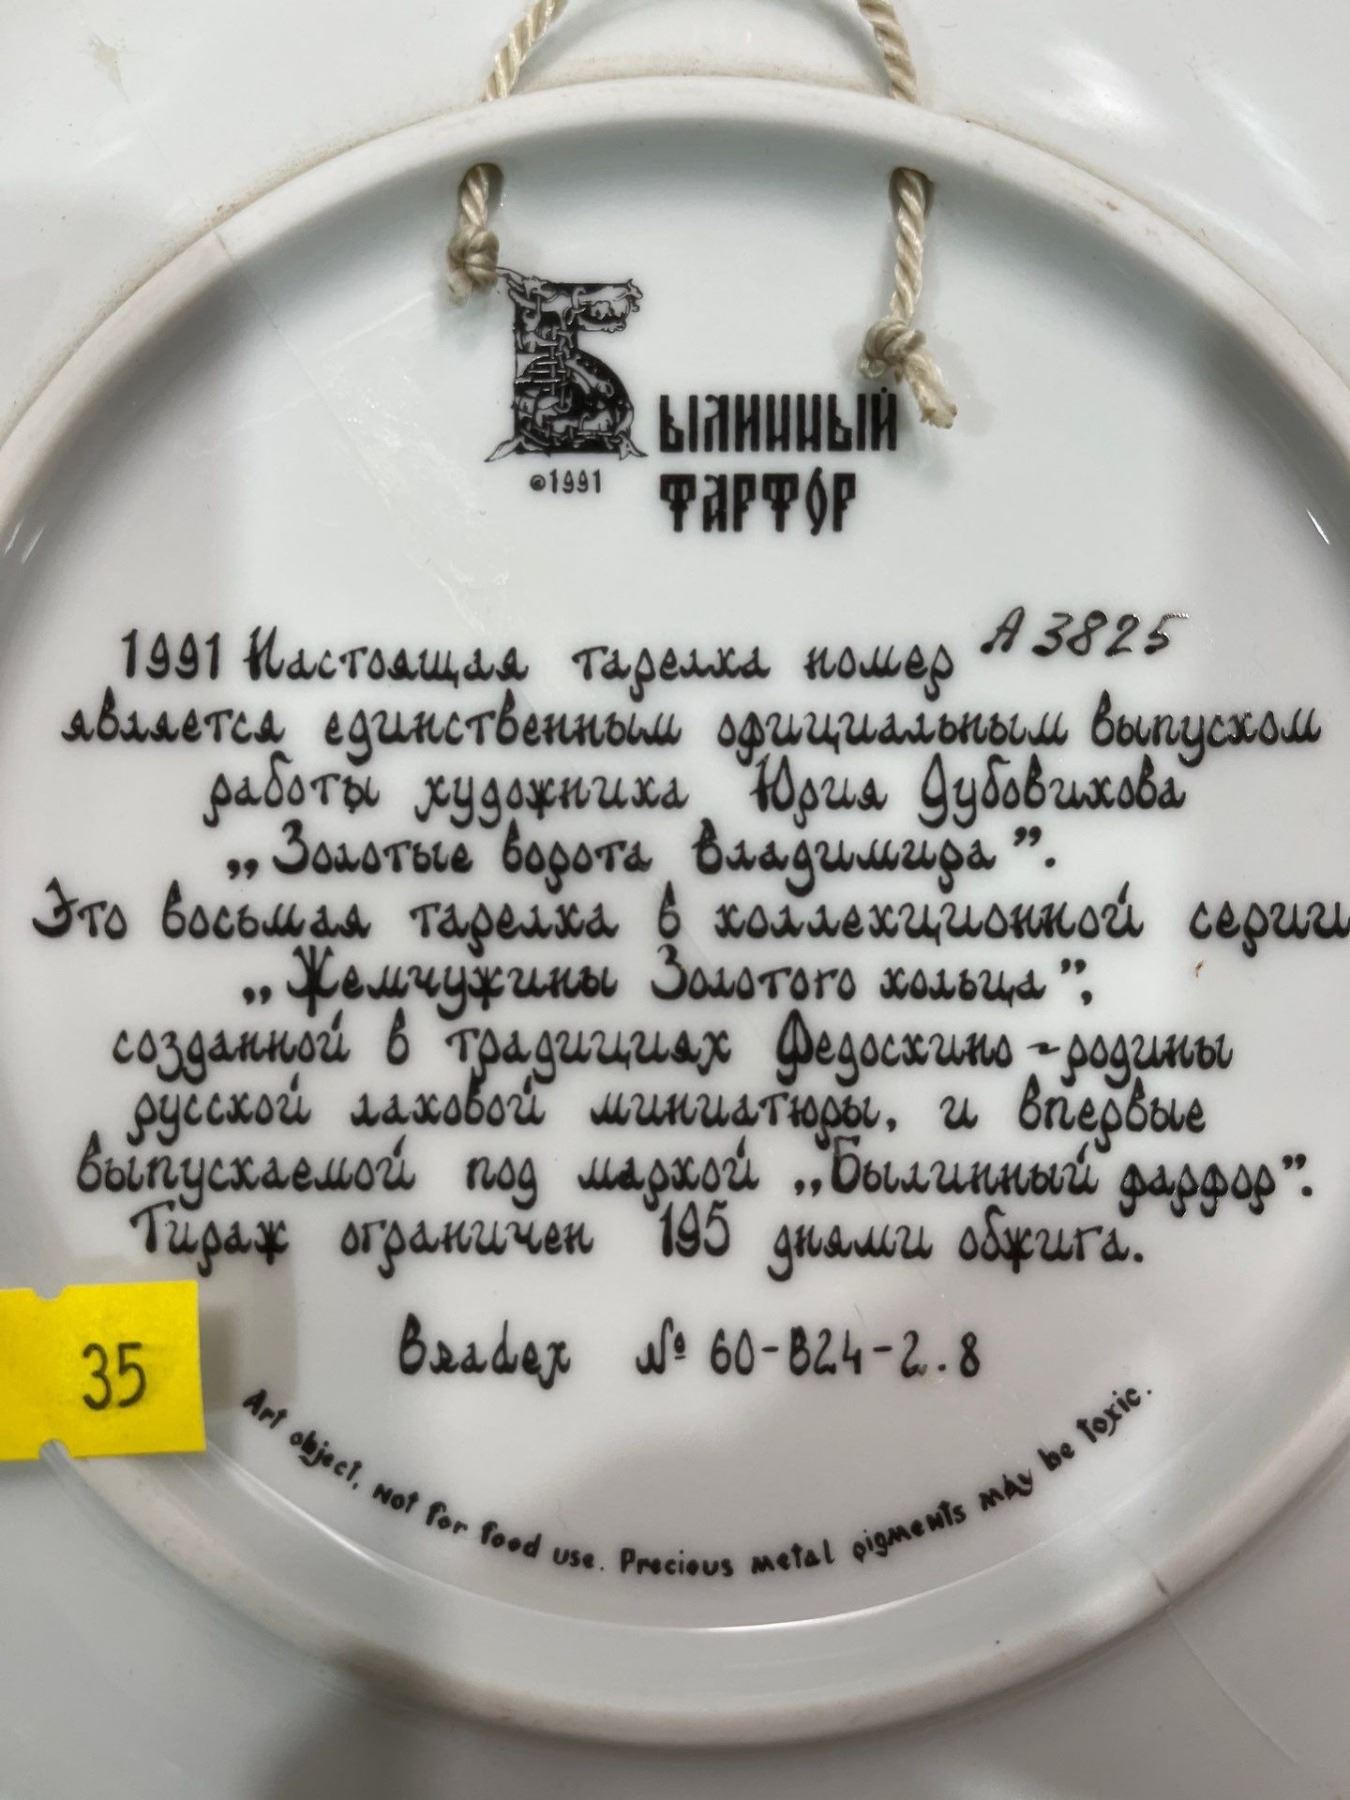 Былинный
©1991
фарфор
1991 Настоящая тарелка номер A3825
является единственным официальным выпуском
работы художника Юрия Дубовикова
„Золотые ворота Владимира”.
Это восьмая тарелка в коллекционной серии
„Жемчужины Золотого кольца”,
созданной в традициях Федоскино - родины
русской лаковой миниатюры, и впервые
выпускаемой под маркой „Былинный фарфор”.
Тираж ограничен 195 днями обжига.
Bradex № 60-B24-2.8
35
Art object, not for food use. Precious metal pigments may be toxic.